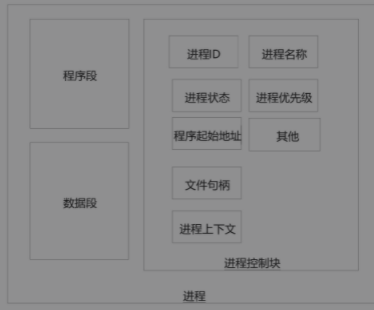 程序段
数据段
进程ID
进程名称
进程状态
进程优先级
程序起始地址
其他
文件句柄
进程上下文
进程控制块
进程